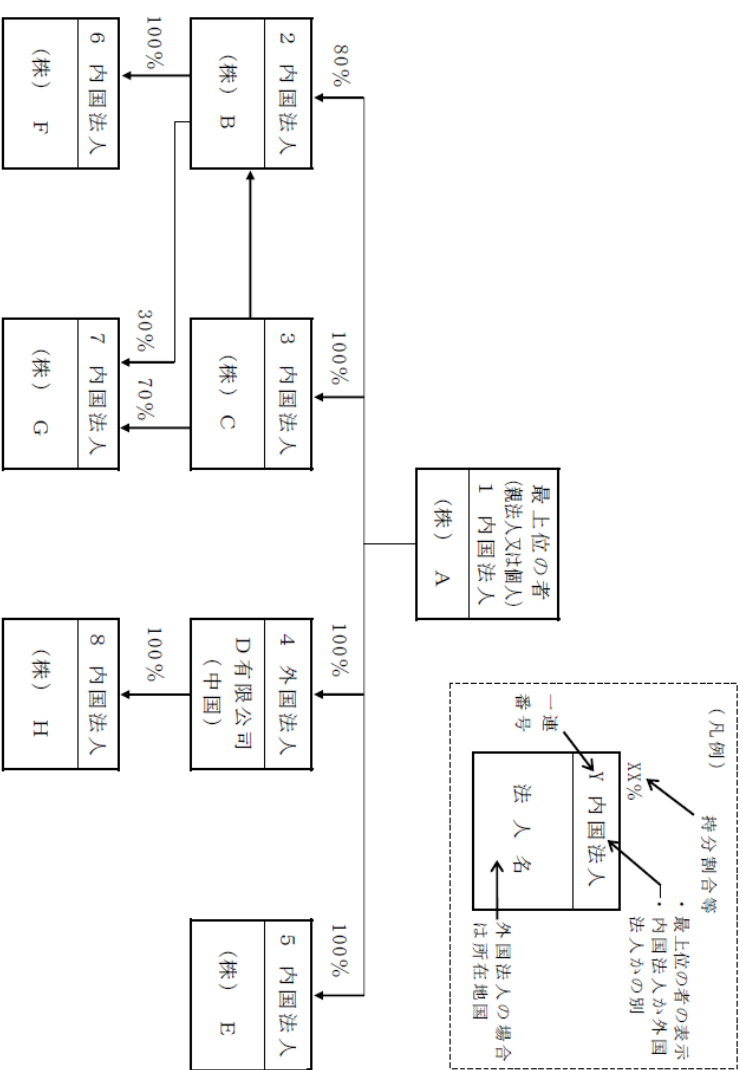 (凡例)
XX%
持分割合等
Y 内国法人
法 人 名
一連
番号
・最上位の者の表示
・内国法人か外国
法人かの別
外国法人の場合
は所在地国
最上位の者
(親法人又は個人)
1 内国法人
(株) A
80%
100%
100%
100%
2 内国法人
(株) B
3 内国法人
(株) C
4 外国法人
D有限公司
(中国)
5 内国法人
(株) E
100%
30%
70%
100%
6 内国法人
(株) F
7 内国法人
(株) G
8 内国法人
(株) H